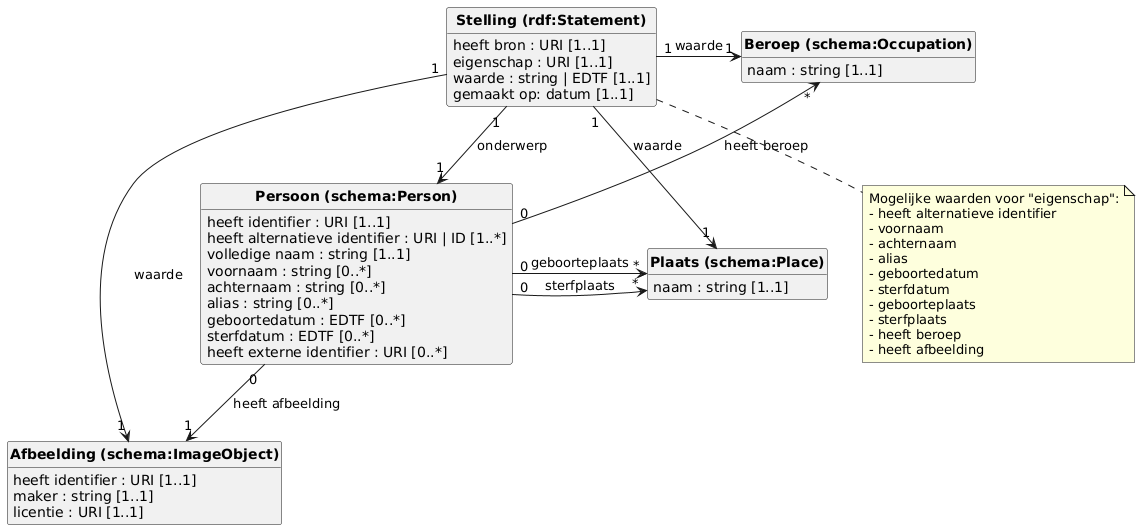 Stelling (rdf:Statement)
heeft bron : URI [1..1]
eigenschap : URI [1..1]
waarde : string | EDTF [1..1]
gemaakt op: datum [1..1]
1 waarde 1
Beroep (schema:Occupation)
naam : string [1..1]
*
1
1
onderwerp
1
1
waarde
1
heeft beroep
Persoon (schema:Person)
heeft identifier : URI [1..1]
heeft alternatieve identifier : URI | ID [1..*]
volledige naam : string [1..1]
voornaam : string [0..*]
achternaam : string [0..*]
alias : string [0..*]
geboortedatum : EDTF [0..*]
sterfdatum : EDTF [0..*]
heeft externe identifier : URI [0..*]
0
0 geboorteplaats *
0 sterfplaats *
Plaats (schema:Place)
naam : string [1..1]
Mogelijke waarden voor "eigenschap":
- heeft alternatieve identifier
- voornaam
- achternaam
- alias
- geboortedatum
- sterfdatum
- geboorteplaats
- sterfplaats
- heeft beroep
- heeft afbeelding
waarde
0
heeft afbeelding
1
1
Afbeelding (schema:ImageObject)
heeft identifier : URI [1..1]
maker : string [1..1]
licentie : URI [1..1]